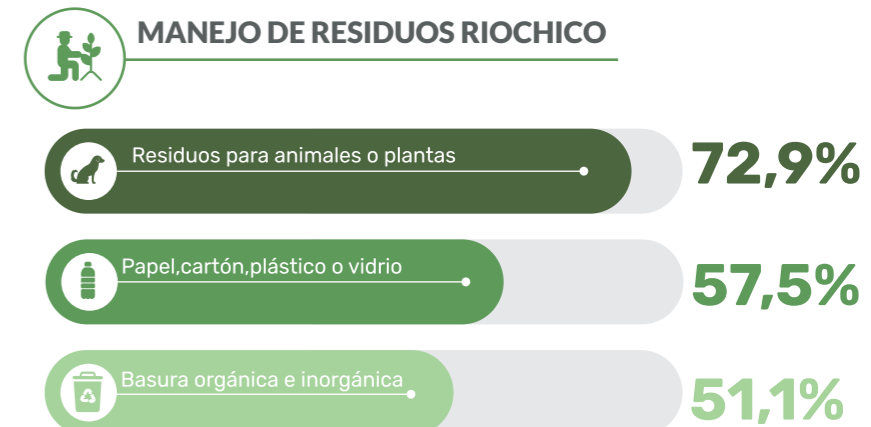 MANEJO DE RESIDUOS RIOCHICO
Residuos para animales o plantas
72,9%
Papel,cartón,plástico o vidrio
57,5%
Basura orgánica e inorgánica
51,1%